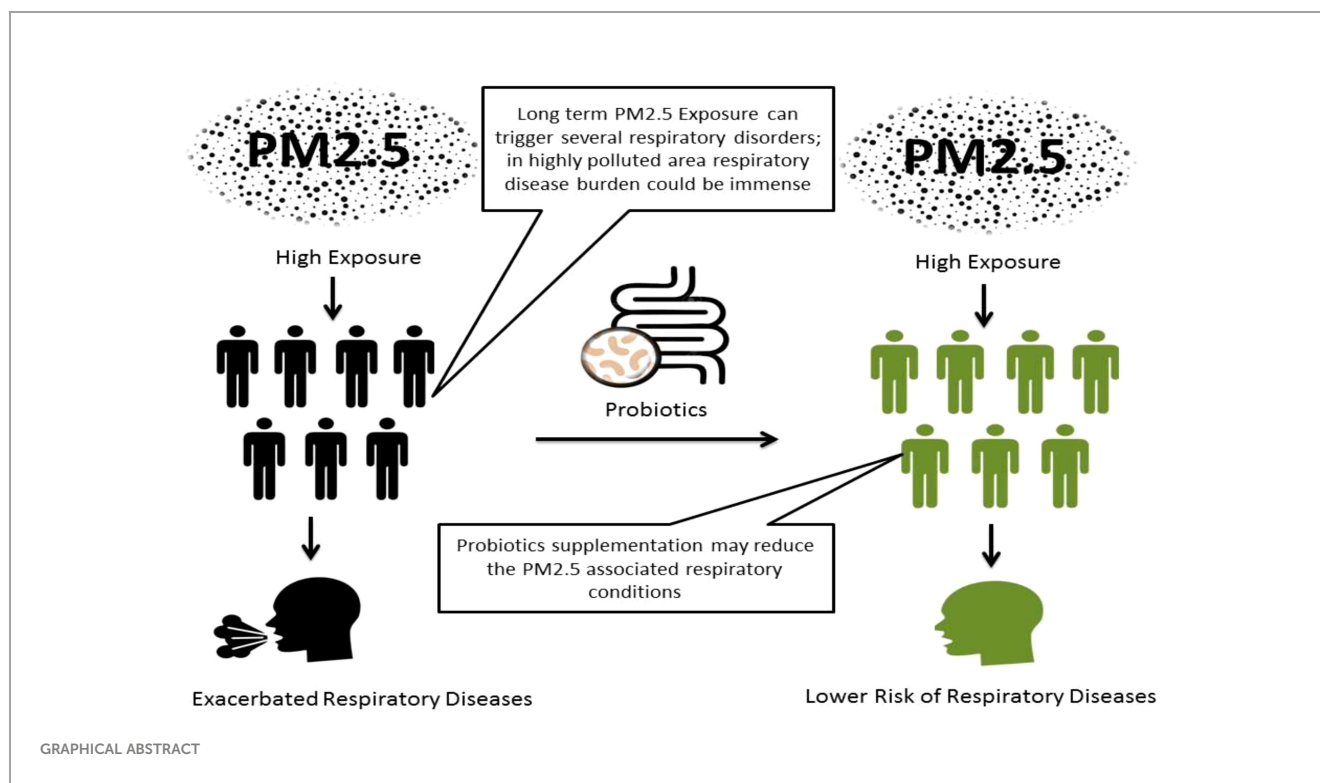 PM2.5
High Exposure
Long term PM2.5 Exposure can
trigger several respiratory disorders;
in highly polluted area respiratory
disease burden could be immense
PM2.5
High Exposure
Probiotics
Probiotics supplementation may reduce
the PM2.5 associated respiratory
conditions
Exacerbated Respiratory Diseases
Lower Risk of Respiratory Diseases
GRAPHICAL ABSTRACT